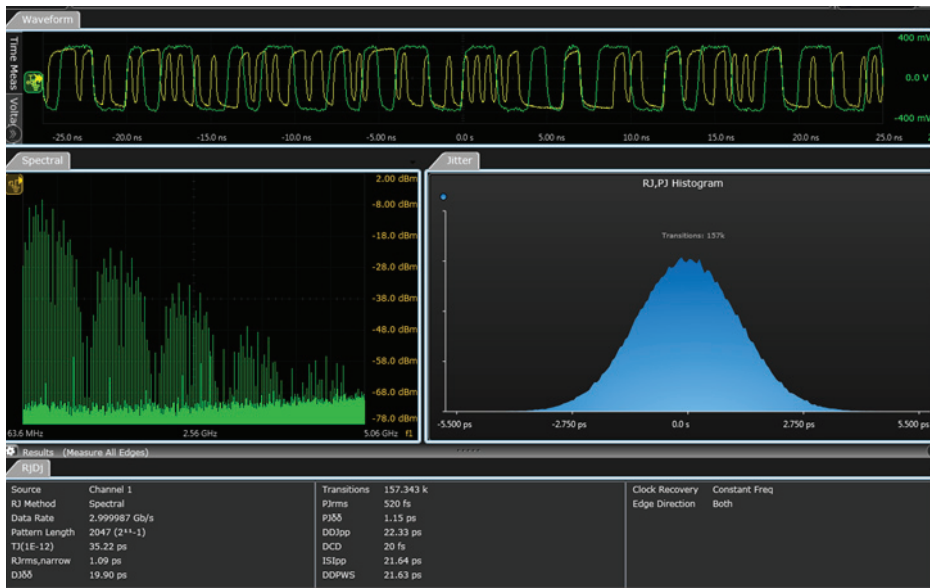 Waveform
Time Meas
Voltag
400 mV
0.0 V
-400 mV
-25.0 ns -20.0 ns -15.0 ns -10.0 ns -5.00 ns 0.0 s 5.00 ns 10.0 ns 15.0 ns 20.0 ns 25.0 ns
Spectral
2.00 dBm
-8.00 dBm
-18.0 dBm
-28.0 dBm
-38.0 dBm
-48.0 dBm
-58.0 dBm
-68.0 dBm
-78.0 dBm
63.6 MHz 2.56 GHz 5.06 GHz f1
Jitter
RJ,PJ Histogram
Transitions: 157k
-5.500 ps -2.750 ps 0.0 s 2.750 ps 5.500 ps
Results (Measure All Edges)
RjDj
Source Channel 1
RJ Method Spectral
Data Rate 2.999987 Gb/s
Pattern Length 2047 (2¹¹-1)
TJ(1E-12) 35.22 ps
RJrms,narrow 1.09 ps
DJδδ 19.90 ps
Transitions 157.343 k
PJrms 520 fs
PJδδ 1.15 ps
DDJpp 22.33 ps
DCD 20 fs
ISIpp 21.64 ps
DDPWS 21.63 ps
Clock Recovery Constant Freq
Edge Direction Both